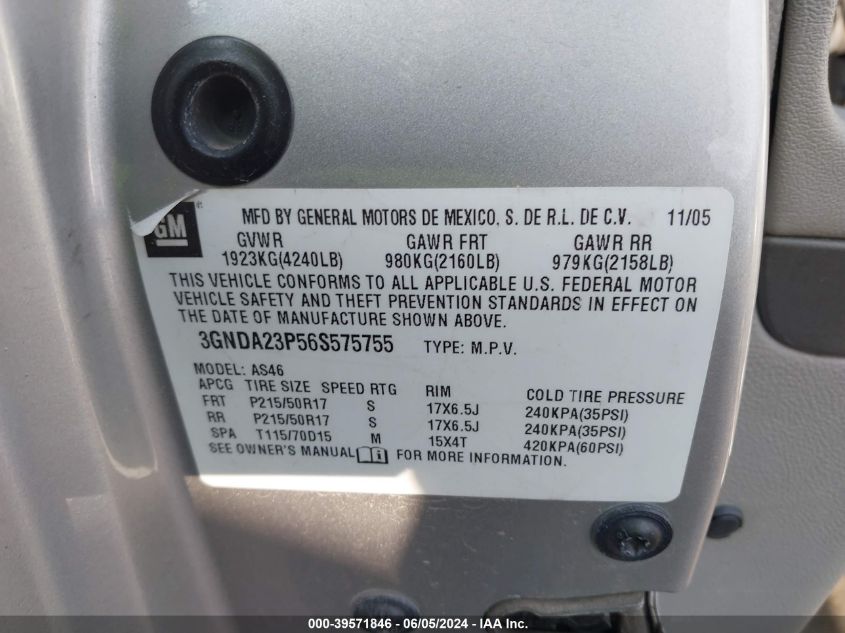 GM
MFD BY GENERAL MOTORS DE MEXICO, S. DE R.L. DE C.V. 11/05
GVWR GAWR FRT GAWR RR
1923KG(4240LB) 980KG(2160LB) 979KG(2158LB)
THIS VEHICLE CONFORMS TO ALL APPLICABLE U.S. FEDERAL MOTOR
VEHICLE SAFETY AND THEFT PREVENTION STANDARDS IN EFFECT ON
THE DATE OF MANUFACTURE SHOWN ABOVE.
3GNDA23P56S575755 TYPE: M.P.V.
MODEL: AS46
APCG TIRE SIZE SPEED RTG RIM COLD TIRE PRESSURE
FRT P215/50R17 S 17X6.5J 240KPA(35PSI)
RR P215/50R17 S 17X6.5J 240KPA(35PSI)
SPA T115/70D15 M 15X4T 420KPA(60PSI)
SEE OWNER'S MANUAL FOR MORE INFORMATION.
000-39571846 - 06/05/2024 - IAA Inc.